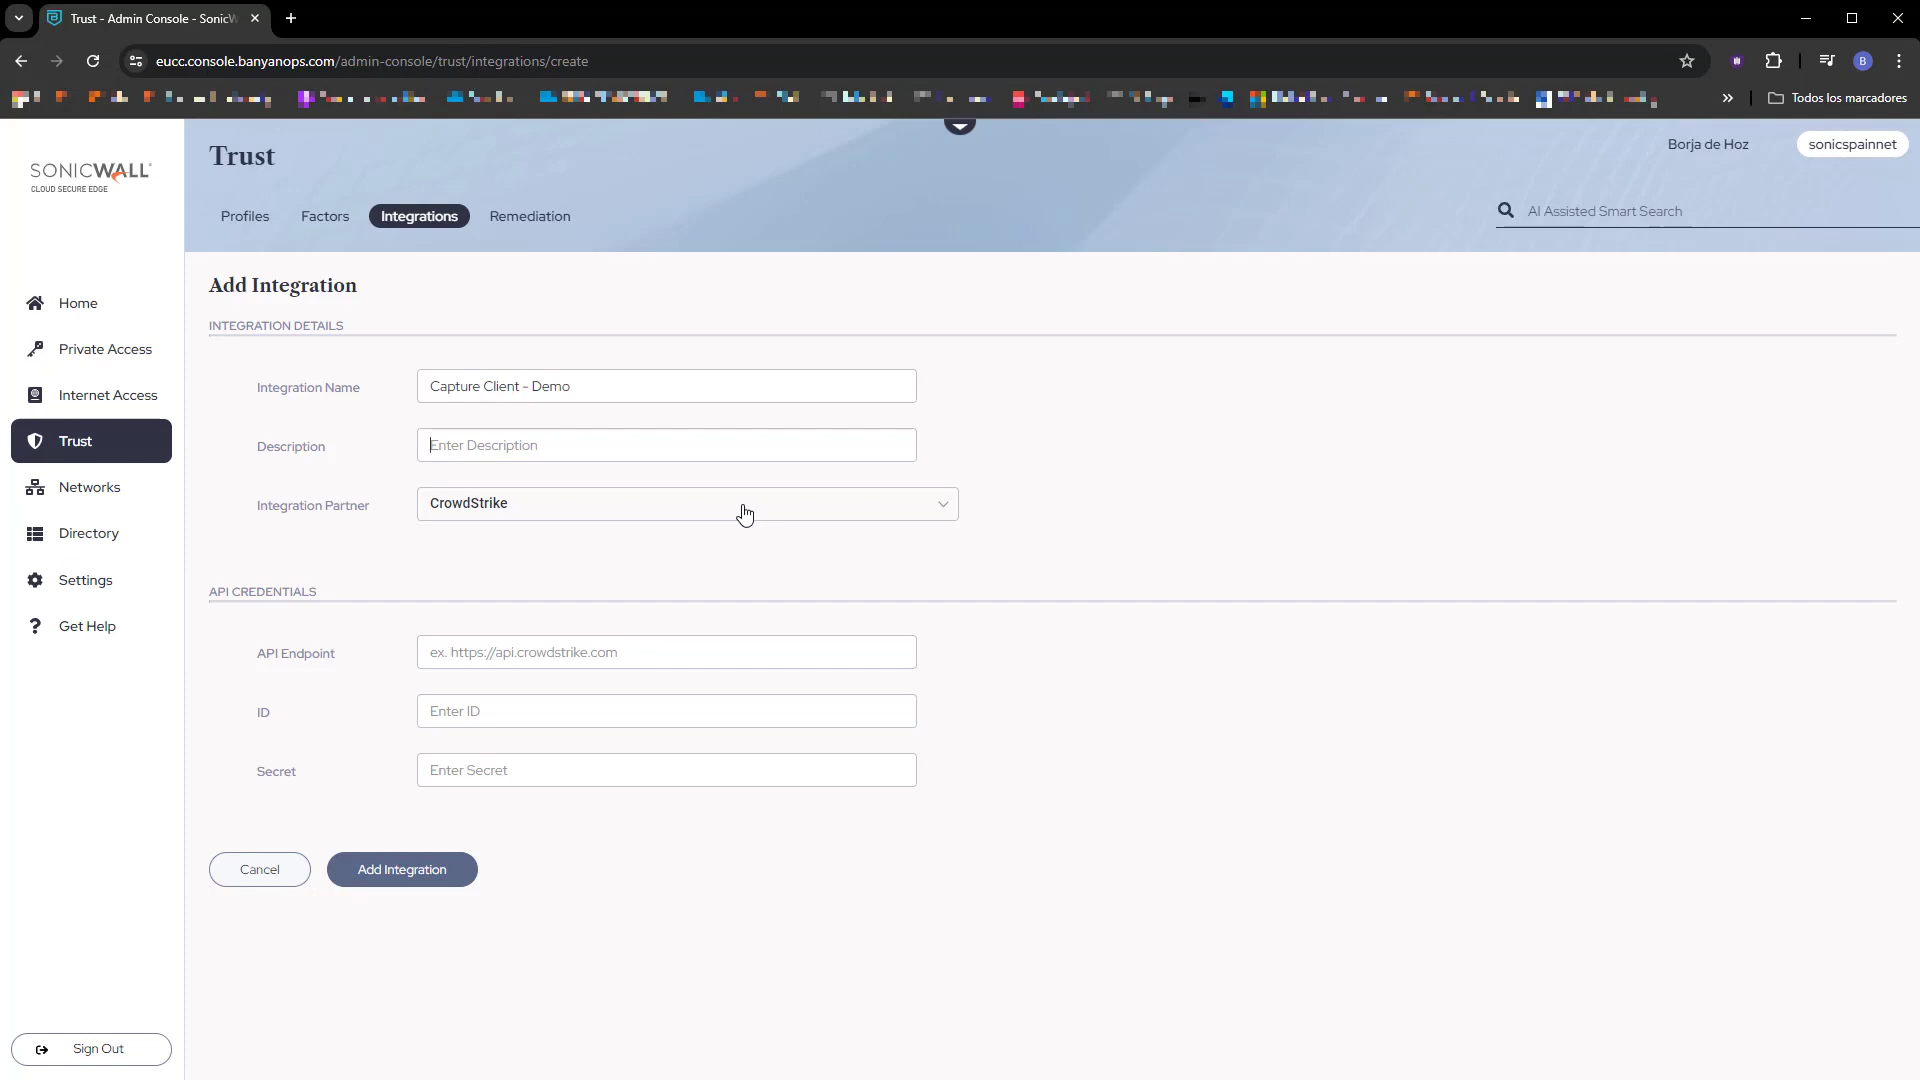 Trust - Admin Console - SonicW
eucc.console.banyanops.com/admin-console/trust/integrations/create
B
Todos los marcadores
SONICWALL
CLOUD SECURE EDGE
Trust
Borja de Hoz
sonicspainnet
Profiles
Factors
Integrations
Remediation
AI Assisted Smart Search
Home
Private Access
Internet Access
Trust
Networks
Directory
Settings
Get Help
Sign Out
Add Integration
INTEGRATION DETAILS
Integration Name
Capture Client - Demo
Description
Enter Description
Integration Partner
CrowdStrike
API CREDENTIALS
API Endpoint
ex. https://api.crowdstrike.com
ID
Enter ID
Secret
Enter Secret
Cancel
Add Integration